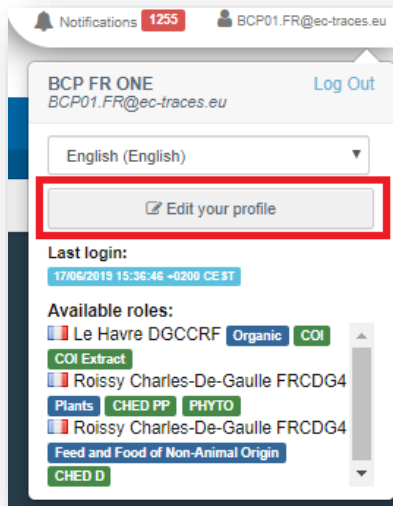 Notifications 1255 BCP01.FR@ec-traces.eu
BCP FR ONE Log Out
BCP01.FR@ec-traces.eu
English (English)
Edit your profile
Last login:
17/06/2019 15:36:46 +0200 CEST
Available roles:
Le Havre DGCCRF Organic COI
COI Extract
Roissy Charles-De-Gaulle FRCDG4
Plants CHED PP PHYTO
Roissy Charles-De-Gaulle FRCDG4
Feed and Food of Non-Animal Origin
CHED D